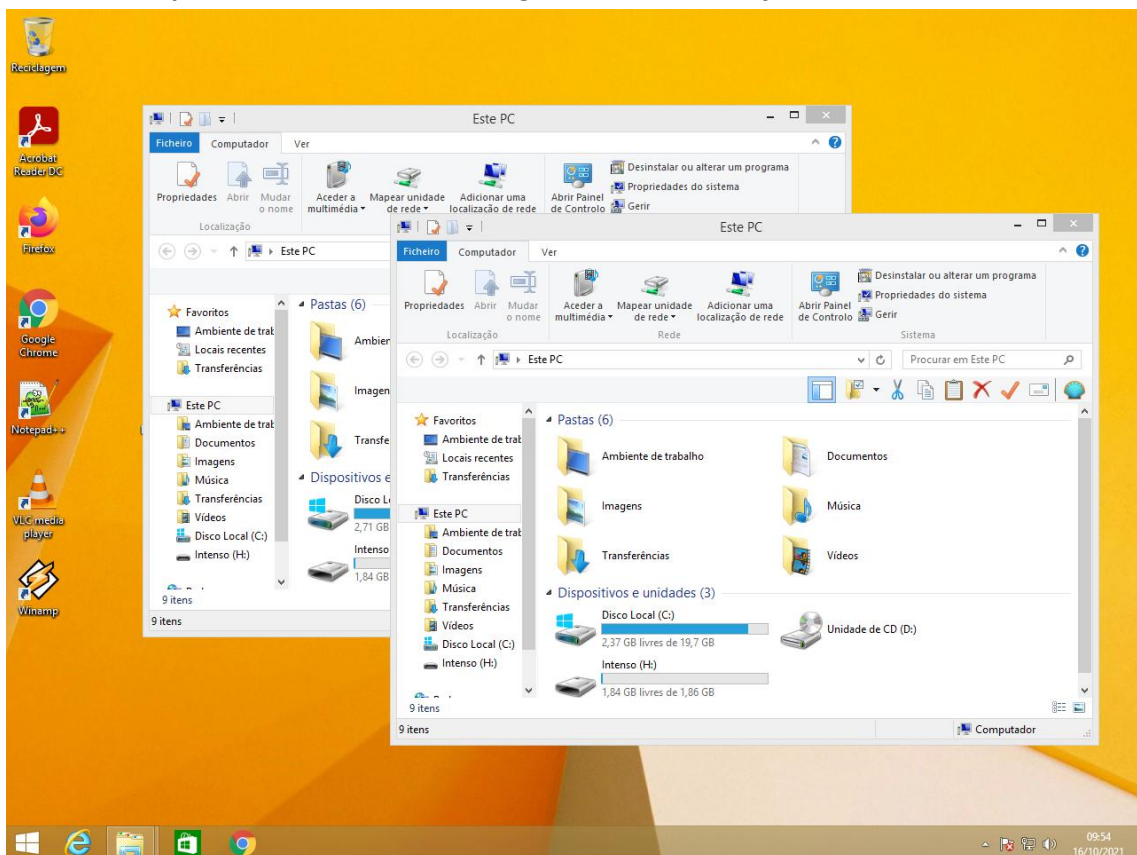 Reciclagem
Acrobat
Reader DC
Firefox
Google
Chrome
Notepad++
VLC media
player
Winamp
Este PC
Ficheiro Computador Ver
Propriedades Abrir Mudar
o nome
Aceder a
multimédia
Mapear unidade
de rede
Adicionar uma
localização de rede
Abrir Painel
de Controlo
Desinstalar ou alterar um programa
Propriedades do sistema
Gerir
Localização
Este PC
Favoritos
Ambiente de trab
Locais recentes
Transferências
Este PC
Ambiente de trab
Documentos
Imagens
Música
Transferências
Vídeos
Disco Local (C:)
Intenso (H:)
Pastas (6)
Ambien
Imagen
Transfe
Dispositivos e
Disco L
2,71 GB
Intenso
1,84 GB
9 itens
9 itens
Este PC
Ficheiro Computador Ver
Propriedades Abrir Mudar
o nome
Aceder a
multimédia
Mapear unidade
de rede
Adicionar uma
localização de rede
Abrir Painel
de Controlo
Desinstalar ou alterar um programa
Propriedades do sistema
Gerir
Localização Rede Sistema
Este PC
Procurar em Este PC
Favoritos
Ambiente de trab
Locais recentes
Transferências
Este PC
Ambiente de trab
Documentos
Imagens
Música
Transferências
Vídeos
Disco Local (C:)
Intenso (H:)
Pastas (6)
Ambiente de trabalho Documentos
Imagens Música
Transferências Vídeos
Dispositivos e unidades (3)
Disco Local (C:)
2,37 GB livres de 19,7 GB
Unidade de CD (D:)
Intenso (H:)
1,84 GB livres de 1,86 GB
9 itens
9 itens
Computador
09:54
16/10/2021